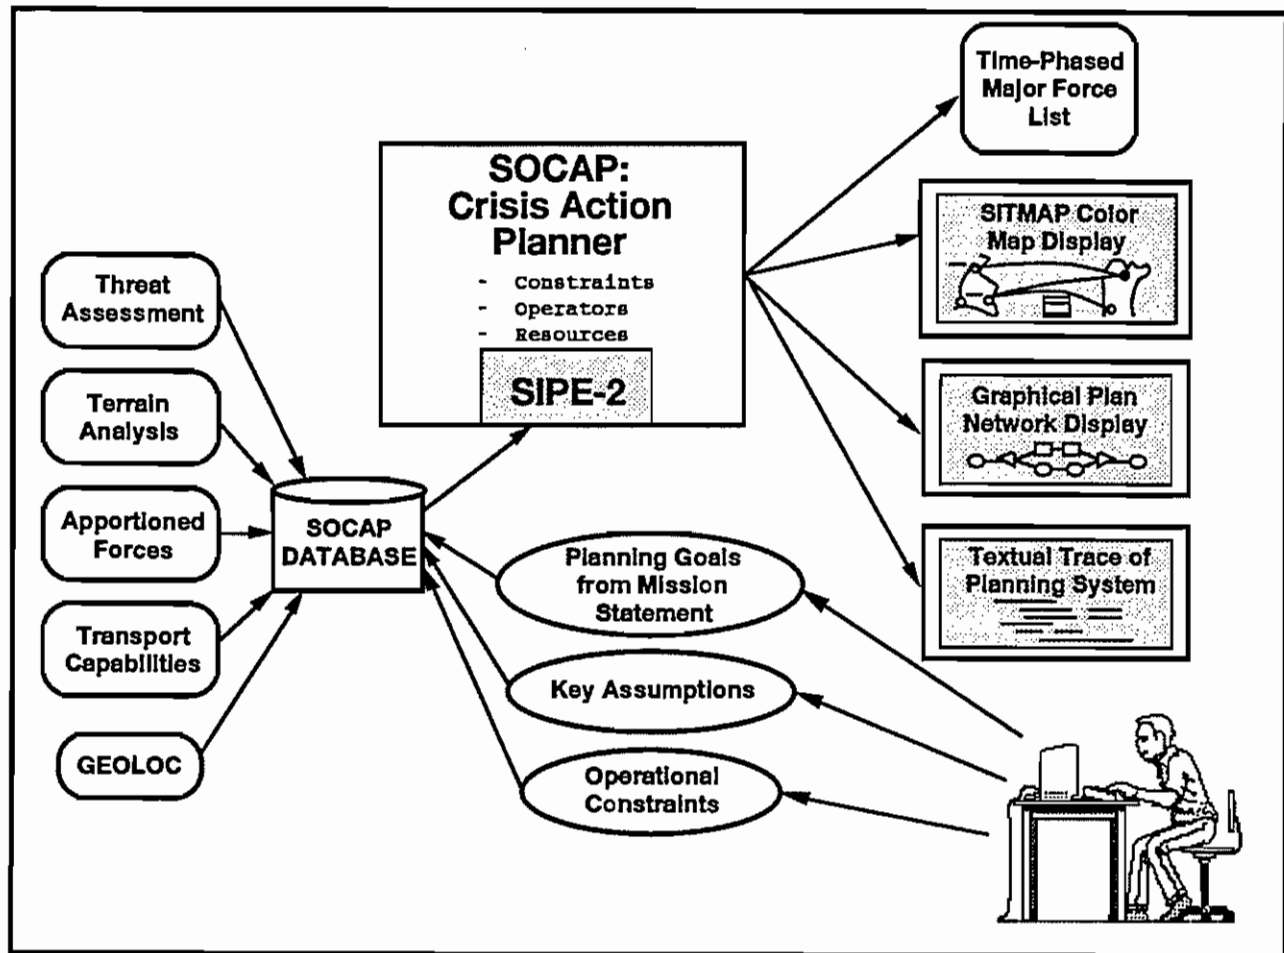 Time-Phased
Major Force
List
SOCAP:
Crisis Action
Planner
- Constraints
- Operators
- Resources
SIPE-2
SITMAP Color
Map Display
Threat
Assessment
Terrain
Analysis
Graphical Plan
Network Display
Apportioned
Forces
SOCAP
DATABASE
Planning Goals
from Mission
Statement
Textual Trace of
Planning System
Transport
Capabilities
Key Assumptions
GEOLOC
Operational
Constraints